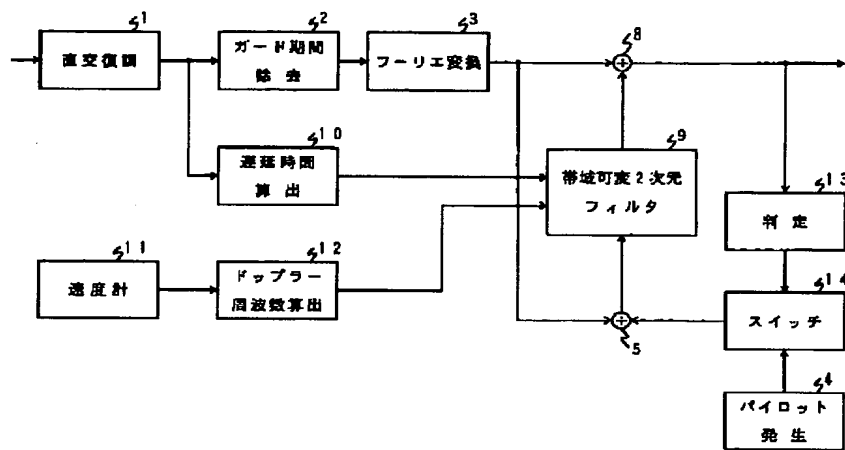 1
直交復調
2
ガード期間
除去
3
フーリエ変換
8
10
遅延時間
算出
9
帯域可変2次元
フィルタ
13
判定
11
速度計
12
ドップラー
周波数算出
14
スイッチ
5
4
パイロット
発生